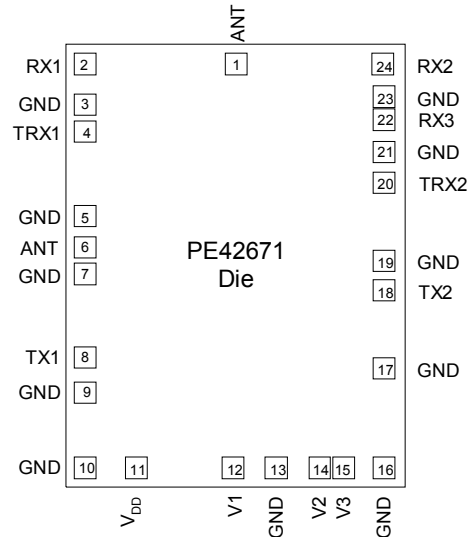 ANT
RX1 2 1 24 RX2
GND 3 23 GND
TRX1 4 22 RX3
21 GND
20 TRX2
GND 5
ANT 6 PE42671 19 GND
GND 7 Die 18 TX2
TX1 8 17 GND
GND 9
GND 10 11 12 13 14 15 16
VDD V1 GND V2 V3 GND